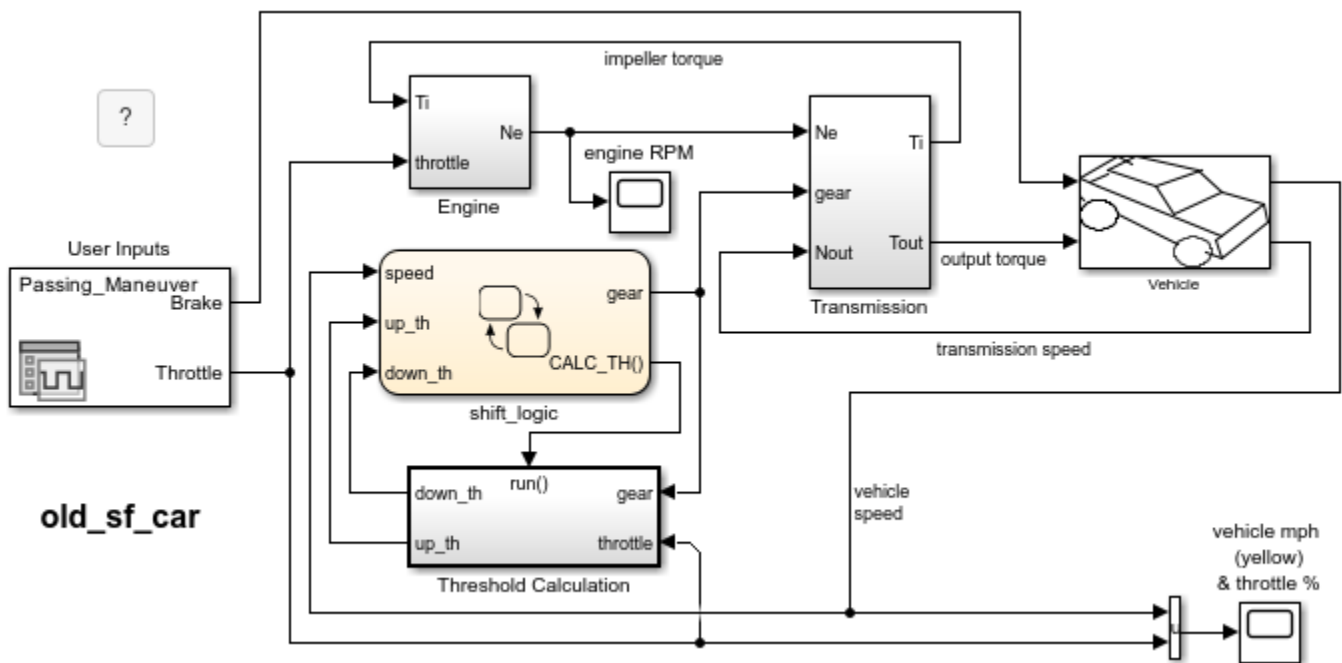 impeller torque
?
Ti
Ne
throttle
Engine
engine RPM
Ne
Ti
gear
Nout
Tout
Transmission
output torque
Vehicle
transmission speed
User Inputs
Passing_Maneuver
Brake
Throttle
speed
gear
up_th
CALC_TH()
down_th
shift_logic
run()
down_th
gear
up_th
throttle
Threshold Calculation
old_sf_car
vehicle
speed
vehicle mph
(yellow)
& throttle %